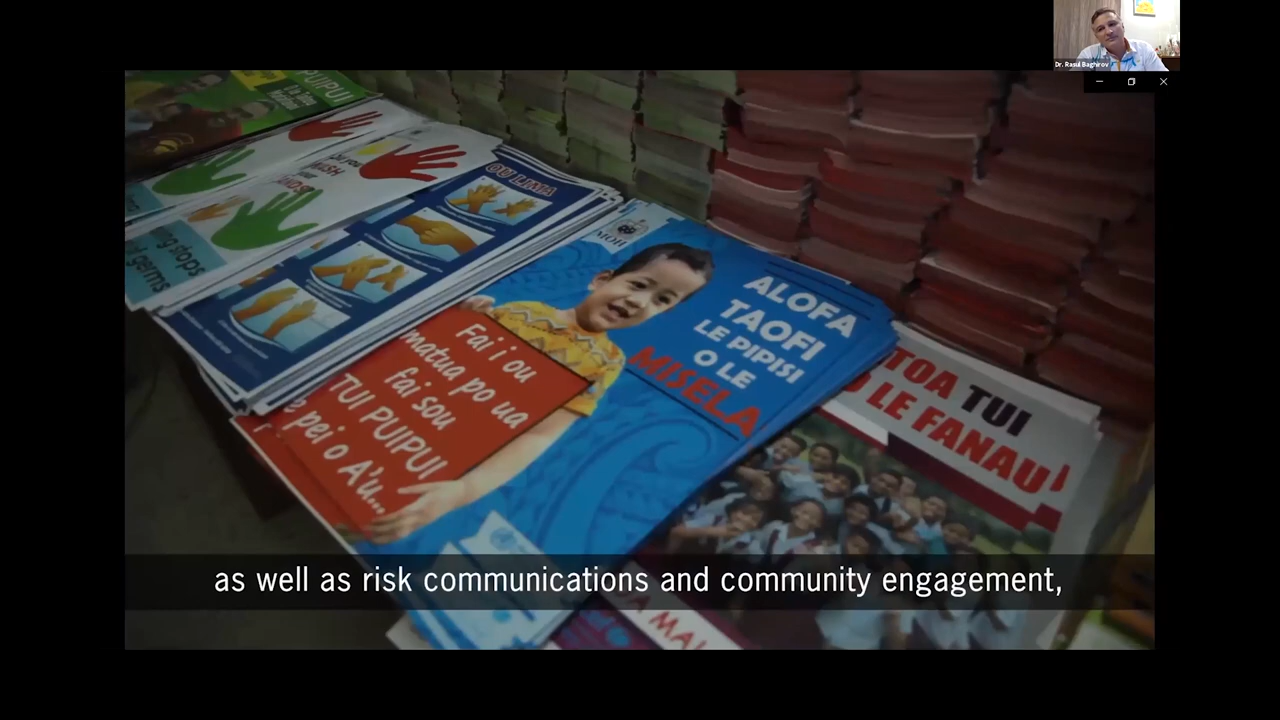 Dr. Rasul Baghirov
PUIPUI
OU LIMA
MOH
ALOFA
TAOFI
LE PIPISI
O LE
MISELA
Fai i ou
matua po ua
fai sou
TUI PUIPUI
pei o A'u...
TOA TUI
LE FANAU
germs
as well as risk communications and community engagement,